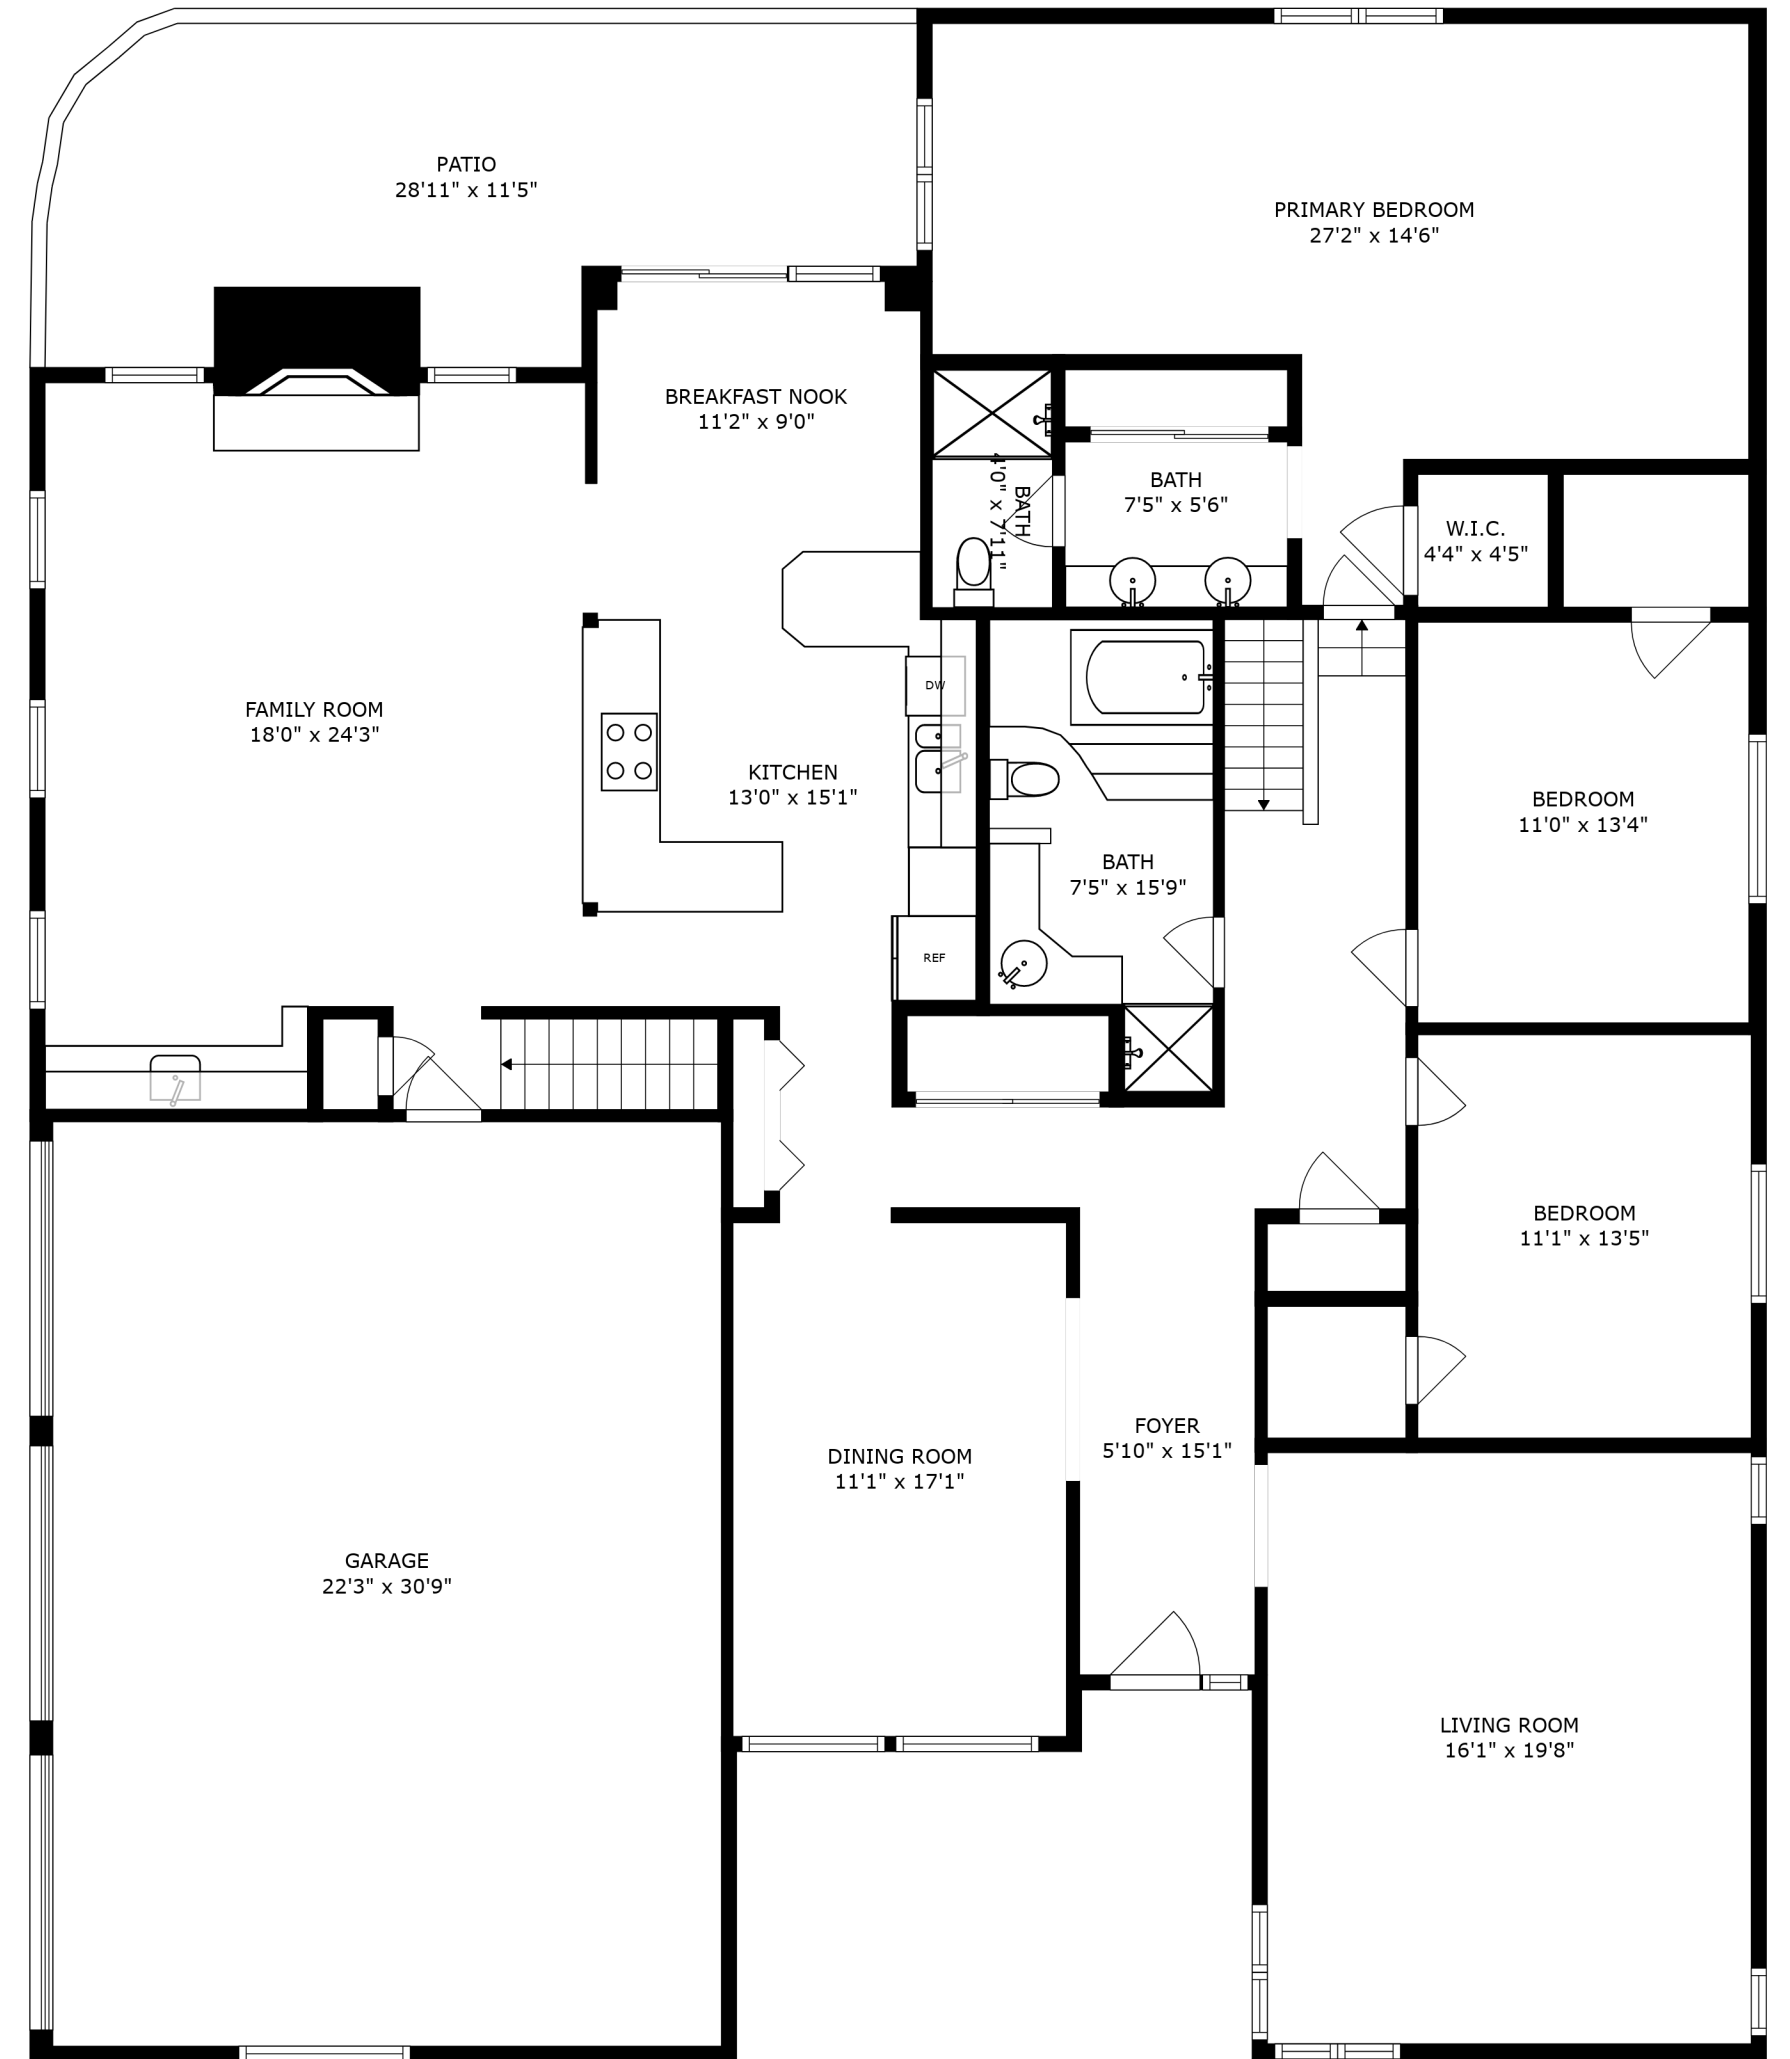 PATIO
28'11" x 11'5"
PRIMARY BEDROOM
27'2" x 14'6"
BREAKFAST NOOK
11'2" x 9'0"
BATH
7'5" x 5'6"
BATH
4'0" x 7'11"
W.I.C.
4'4" x 4'5"
FAMILY ROOM
18'0" x 24'3"
DW
KITCHEN
13'0" x 15'1"
BEDROOM
11'0" x 13'4"
BATH
7'5" x 15'9"
REF
BEDROOM
11'1" x 13'5"
FOYER
5'10" x 15'1"
DINING ROOM
11'1" x 17'1"
GARAGE
22'3" x 30'9"
LIVING ROOM
16'1" x 19'8"